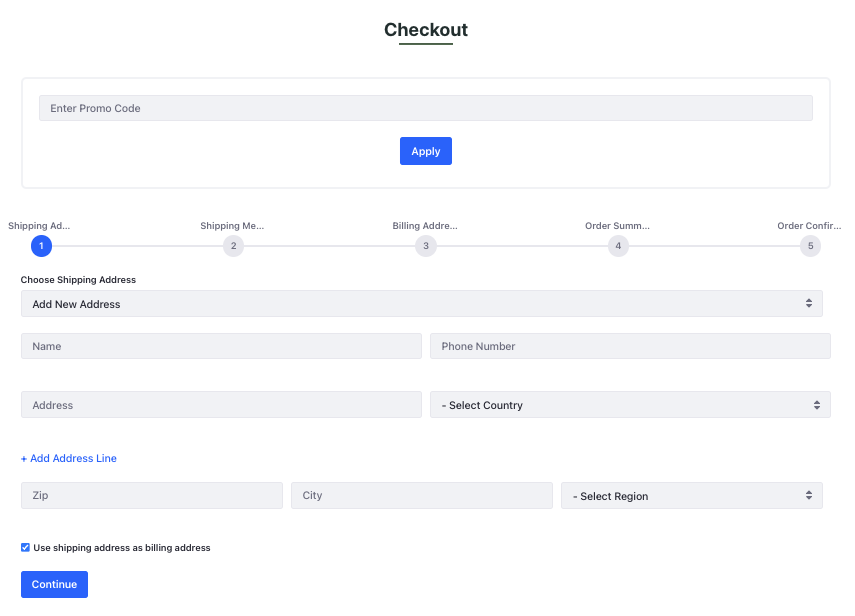 Checkout
Enter Promo Code
Apply
Shipping Ad... Shipping Me... Billing Addre... Order Summ... Order Confir...
1 2 3 4 5
Choose Shipping Address
Add New Address
Name Phone Number
Address - Select Country
+ Add Address Line
Zip City - Select Region
Use shipping address as billing address
Continue